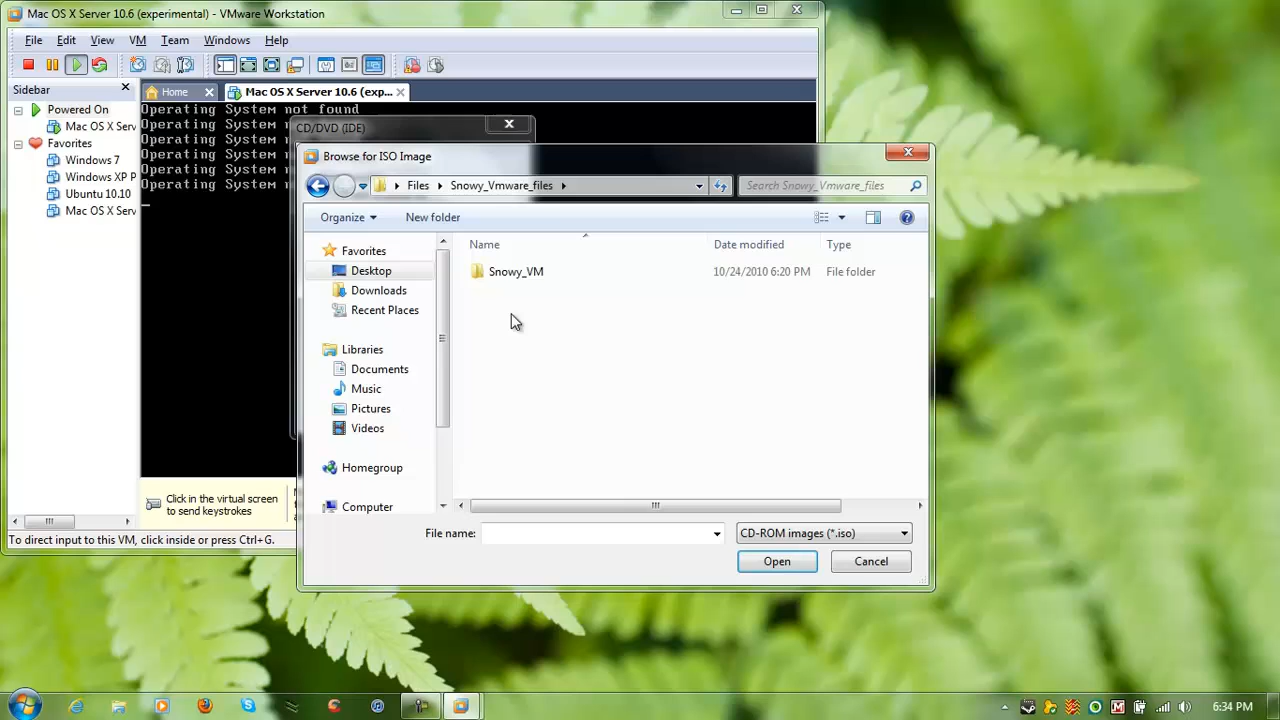 Mac OS X Server 10.6 (experimental) - VMware Workstation
File Edit View VM Team Windows Help
Sidebar
Home
Mac OS X Server 10.6 (exp...
Powered On
Mac OS X Serv
Favorites
Windows 7
Windows XP P
Ubuntu 10.10
Mac OS X Serv
Operating System not found
Operating System n
Operating System n
Operating System n
Operating System n
Operating System n
CD/DVD (IDE)
Browse for ISO Image
Files Snowy_Vmware_files
Search Snowy_Vmware_files
Organize New folder
Favorites
Desktop
Downloads
Recent Places
Libraries
Documents
Music
Pictures
Videos
Homegroup
Computer
Name Date modified Type
Snowy_VM 10/24/2010 6:20 PM File folder
File name: CD-ROM images (*.iso)
Open Cancel
Click in the virtual screen
to send keystrokes
To direct input to this VM, click inside or press Ctrl+G.
6:34 PM